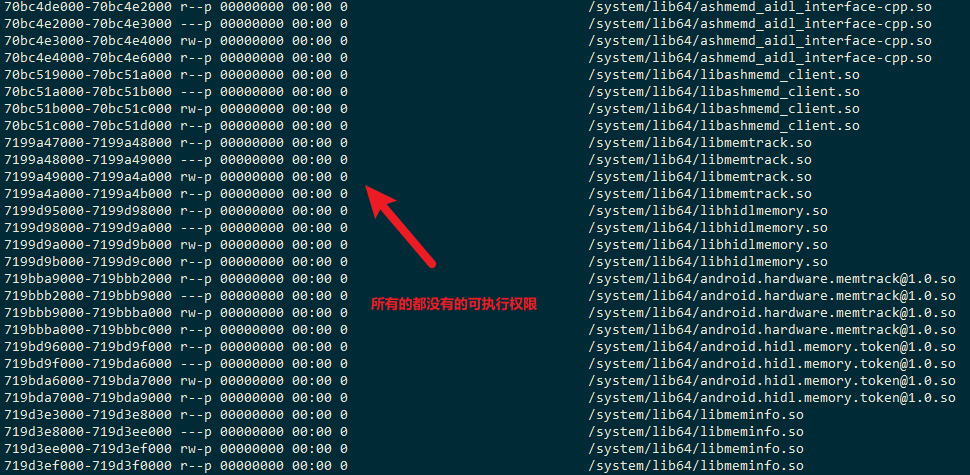 70bc4de000-70bc4e2000 r--p 00000000 00:00 0 /system/lib64/ashmemd_aidl_interface-cpp.so
70bc4e2000-70bc4e3000 ---p 00000000 00:00 0 /system/lib64/ashmemd_aidl_interface-cpp.so
70bc4e3000-70bc4e4000 rw-p 00000000 00:00 0 /system/lib64/ashmemd_aidl_interface-cpp.so
70bc4e4000-70bc4e6000 r--p 00000000 00:00 0 /system/lib64/ashmemd_aidl_interface-cpp.so
70bc519000-70bc51a000 r--p 00000000 00:00 0 /system/lib64/libashmemd_client.so
70bc51a000-70bc51b000 ---p 00000000 00:00 0 /system/lib64/libashmemd_client.so
70bc51b000-70bc51c000 rw-p 00000000 00:00 0 /system/lib64/libashmemd_client.so
70bc51c000-70bc51d000 r--p 00000000 00:00 0 /system/lib64/libashmemd_client.so
7199a47000-7199a48000 r--p 00000000 00:00 0 /system/lib64/libmemtrack.so
7199a48000-7199a49000 ---p 00000000 00:00 0 /system/lib64/libmemtrack.so
7199a49000-7199a4a000 rw-p 00000000 00:00 0 /system/lib64/libmemtrack.so
7199a4a000-7199a4b000 r--p 00000000 00:00 0 /system/lib64/libmemtrack.so
7199d95000-7199d98000 r--p 00000000 00:00 0 /system/lib64/libhidlmemory.so
7199d98000-7199d9a000 ---p 00000000 00:00 0 /system/lib64/libhidlmemory.so
7199d9a000-7199d9b000 rw-p 00000000 00:00 0 /system/lib64/libhidlmemory.so
7199d9b000-7199d9c000 r--p 00000000 00:00 0 /system/lib64/libhidlmemory.so
719bba9000-719bbb2000 r--p 00000000 00:00 0 /system/lib64/android.hardware.memtrack@1.0.so
719bbb2000-719bbb9000 ---p 00000000 00:00 0 /system/lib64/android.hardware.memtrack@1.0.so
719bbb9000-719bbba000 rw-p 00000000 00:00 0 /system/lib64/android.hardware.memtrack@1.0.so
719bbba000-719bbbc000 r--p 00000000 00:00 0 /system/lib64/android.hardware.memtrack@1.0.so
所有的都没有的可执行权限
719bd96000-719bd9f000 r--p 00000000 00:00 0 /system/lib64/android.hidl.memory.token@1.0.so
719bd9f000-719bda6000 ---p 00000000 00:00 0 /system/lib64/android.hidl.memory.token@1.0.so
719bda6000-719bda7000 rw-p 00000000 00:00 0 /system/lib64/android.hidl.memory.token@1.0.so
719bda7000-719bda9000 r--p 00000000 00:00 0 /system/lib64/android.hidl.memory.token@1.0.so
719d3e3000-719d3e8000 r--p 00000000 00:00 0 /system/lib64/libmeminfo.so
719d3e8000-719d3ee000 ---p 00000000 00:00 0 /system/lib64/libmeminfo.so
719d3ee000-719d3ef000 rw-p 00000000 00:00 0 /system/lib64/libmeminfo.so
719d3ef000-719d3f0000 r--p 00000000 00:00 0 /system/lib64/libmeminfo.so